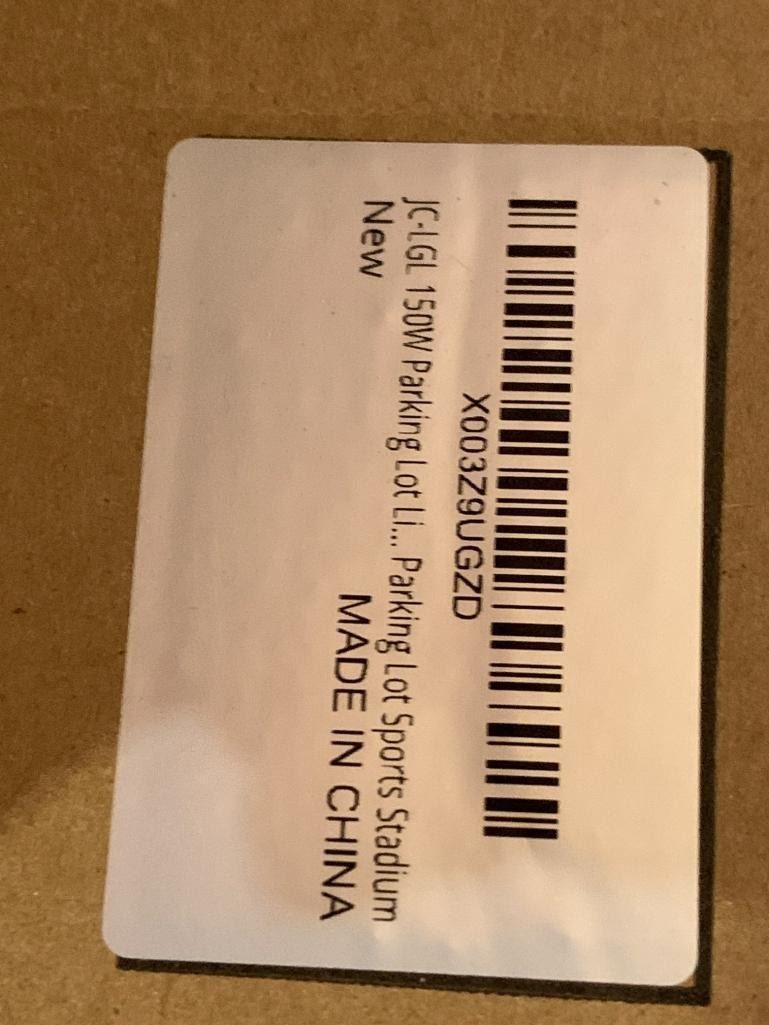 X003Z9UGZD
JC-LGL 150W Parking Lot Li... Parking Lot Sports Stadium
New
MADE IN CHINA